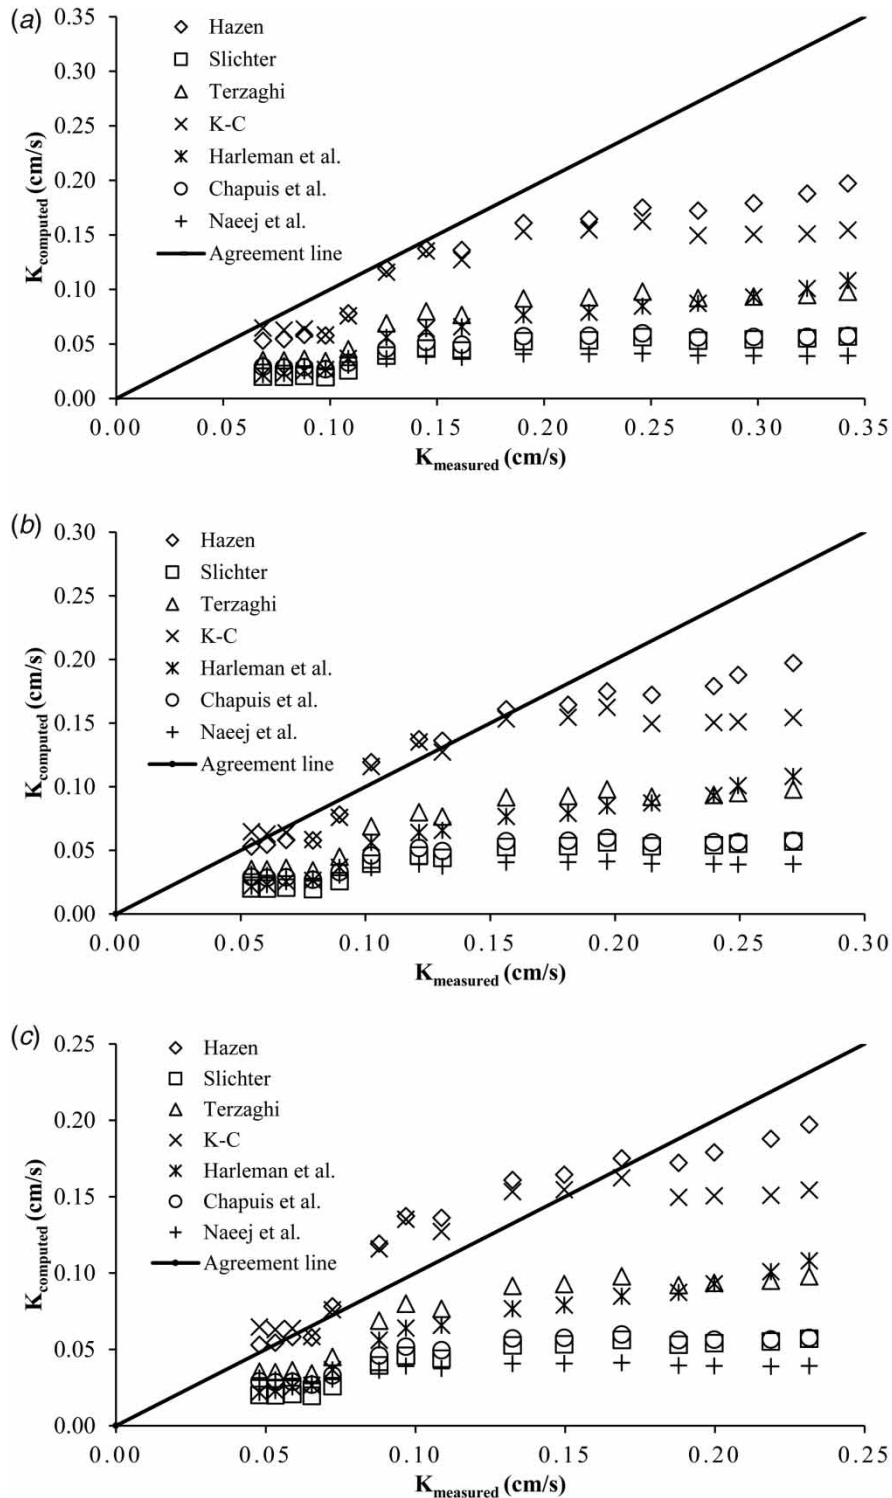 (a)
0.35
0.30
0.25
0.20
0.15
0.10
0.05
0.00
K computed (cm/s)
Hazen
Slichter
Terzaghi
K-C
Harleman et al.
Chapuis et al.
Naeej et al.
Agreement line
0.00 0.05 0.10 0.15 0.20 0.25 0.30 0.35
K measured (cm/s)
(b)
0.30
0.25
0.20
0.15
0.10
0.05
0.00
K computed (cm/s)
Hazen
Slichter
Terzaghi
K-C
Harleman et al.
Chapuis et al.
Naeej et al.
Agreement line
0.00 0.05 0.10 0.15 0.20 0.25 0.30
K measured (cm/s)
(c)
0.25
0.20
0.15
0.10
0.05
0.00
K computed (cm/s)
Hazen
Slichter
Terzaghi
K-C
Harleman et al.
Chapuis et al.
Naeej et al.
Agreement line
0.00 0.05 0.10 0.15 0.20 0.25
K measured (cm/s)